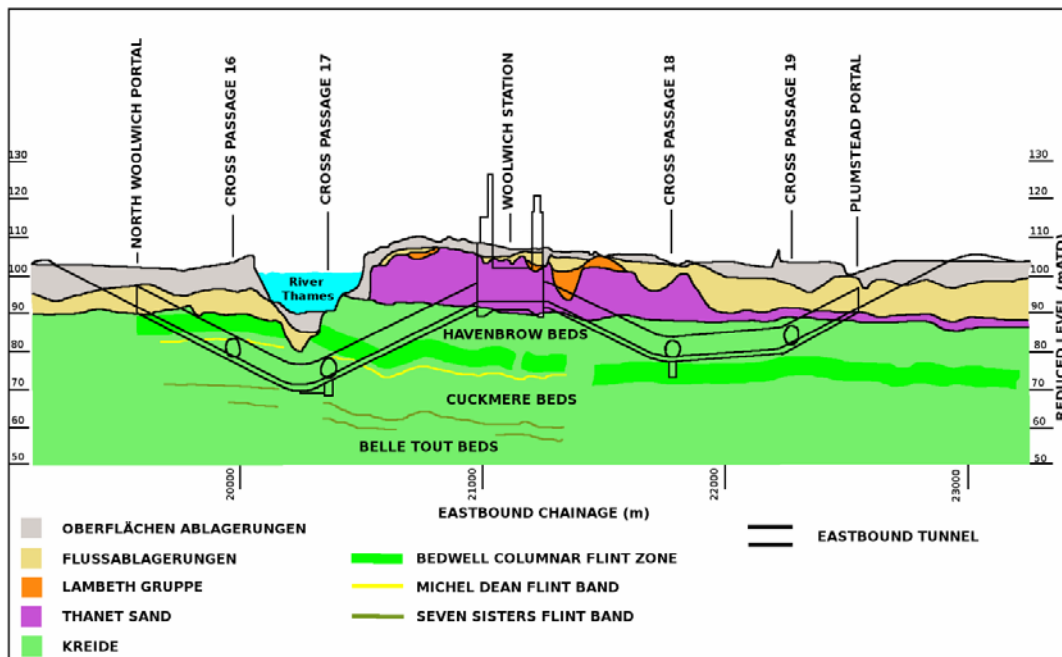 NORTH WOOLWICH PORTAL
CROSS PASSAGE 16
CROSS PASSAGE 17
WOOLWICH STATION
CROSS PASSAGE 18
CROSS PASSAGE 19
PLUMSTEAD PORTAL
130
120
110
100
90
80
70
60
50
130
120
110
100
90
80
70
60
50
REDUCED LEVEL (mATD)
River
Thames
HAVENBROW BEDS
CUCKMERE BEDS
BELLE TOUT BEDS
20000
21000
22000
23000
EASTBOUND CHAINAGE (m)
OBERFLÄCHEN ABLAGERUNGEN
FLUSSABLAGERUNGEN
LAMBETH GRUPPE
THANET SAND
KREIDE
BEDWELL COLUMNAR FLINT ZONE
MICHEL DEAN FLINT BAND
SEVEN SISTERS FLINT BAND
EASTBOUND TUNNEL